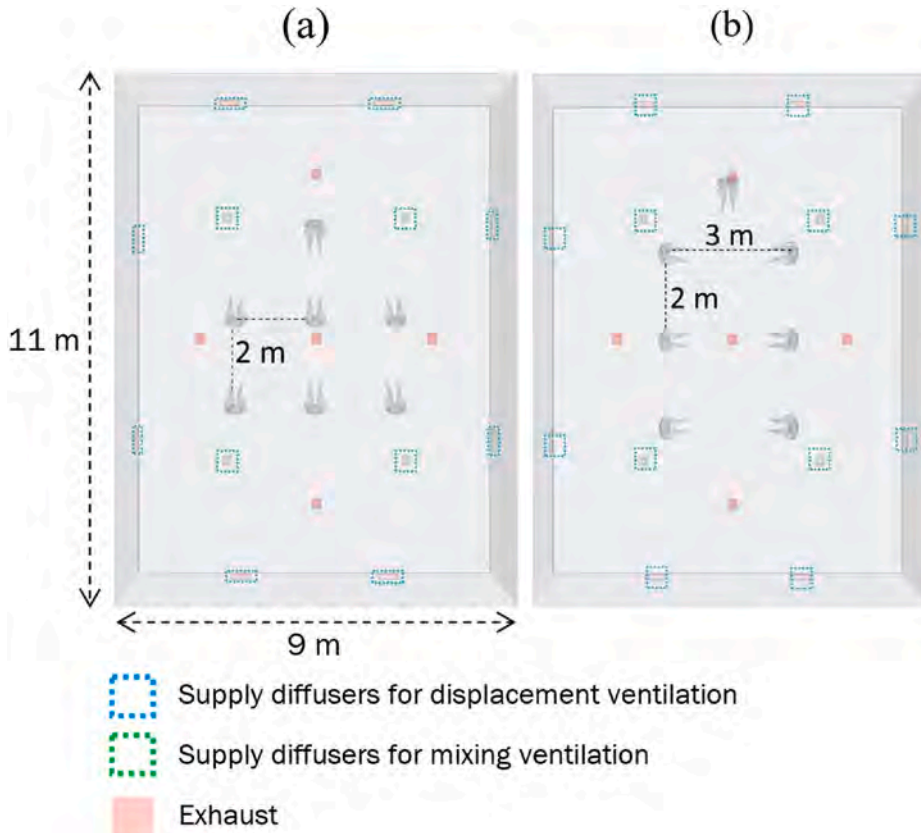 (a)
(b)
3 m
2 m
11 m
2 m
9 m
Supply diffusers for displacement ventilation
Supply diffusers for mixing ventilation
Exhaust